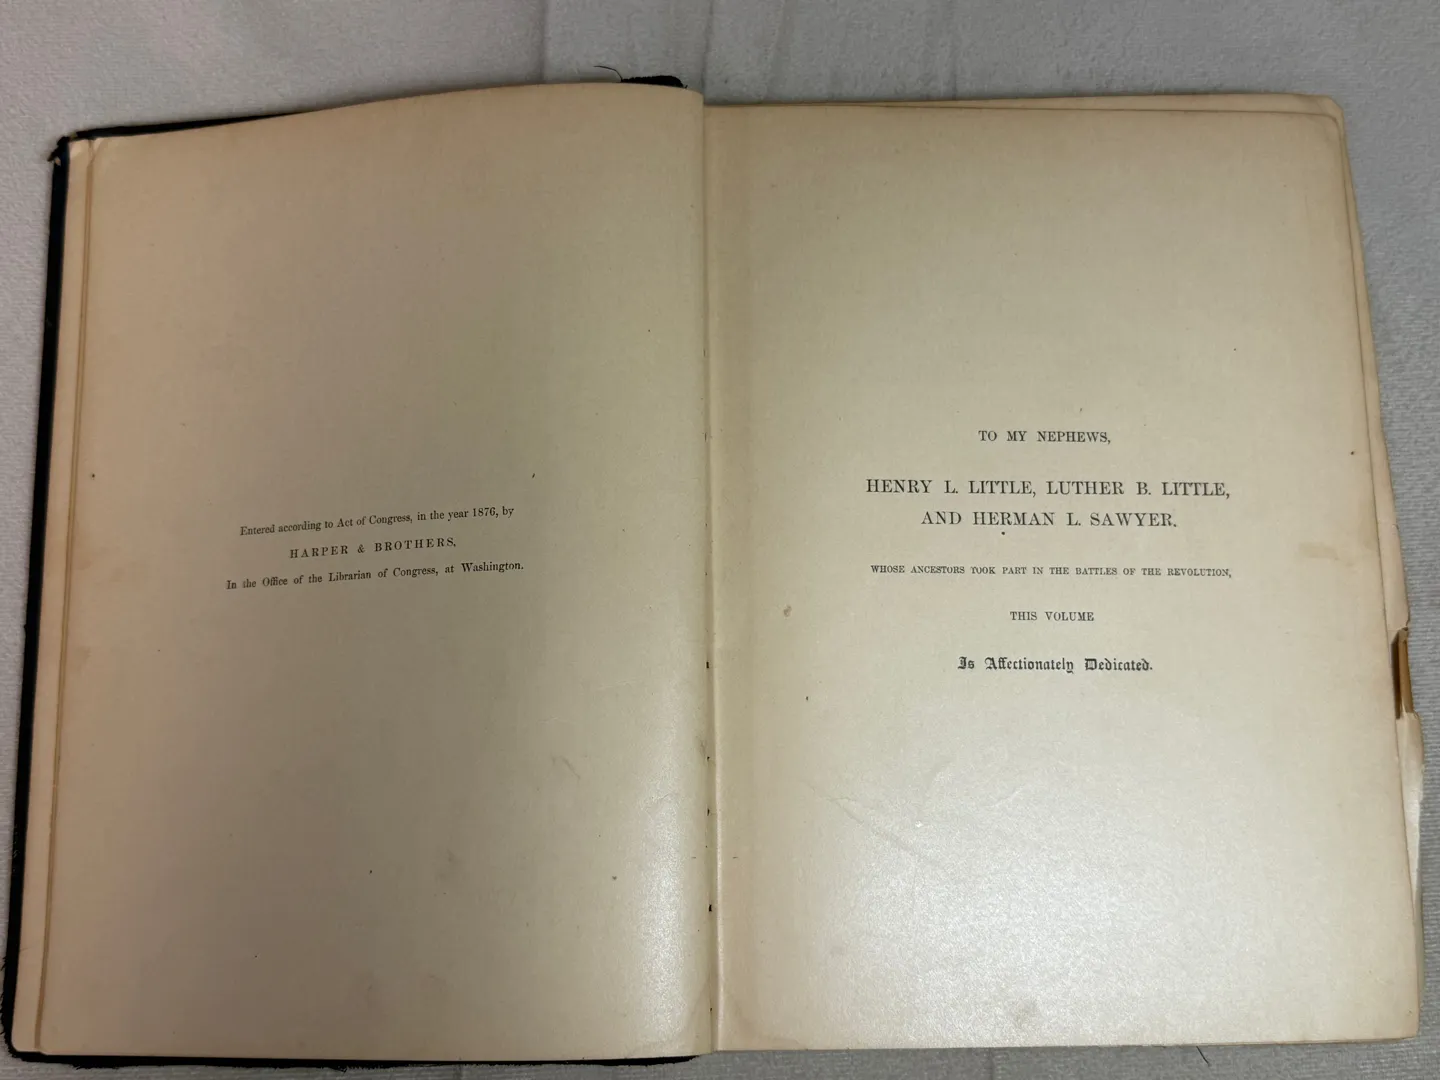 Entered according to Act of Congress, in the year 1876, by
HARPER & BROTHERS,
In the Office of the Librarian of Congress, at Washington.
TO MY NEPHEWS,
HENRY L. LITTLE, LUTHER B. LITTLE,
AND HERMAN L. SAWYER.
WHOSE ANCESTORS TOOK PART IN THE BATTLES OF THE REVOLUTION,
THIS VOLUME
Is Affectionately Dedicated.